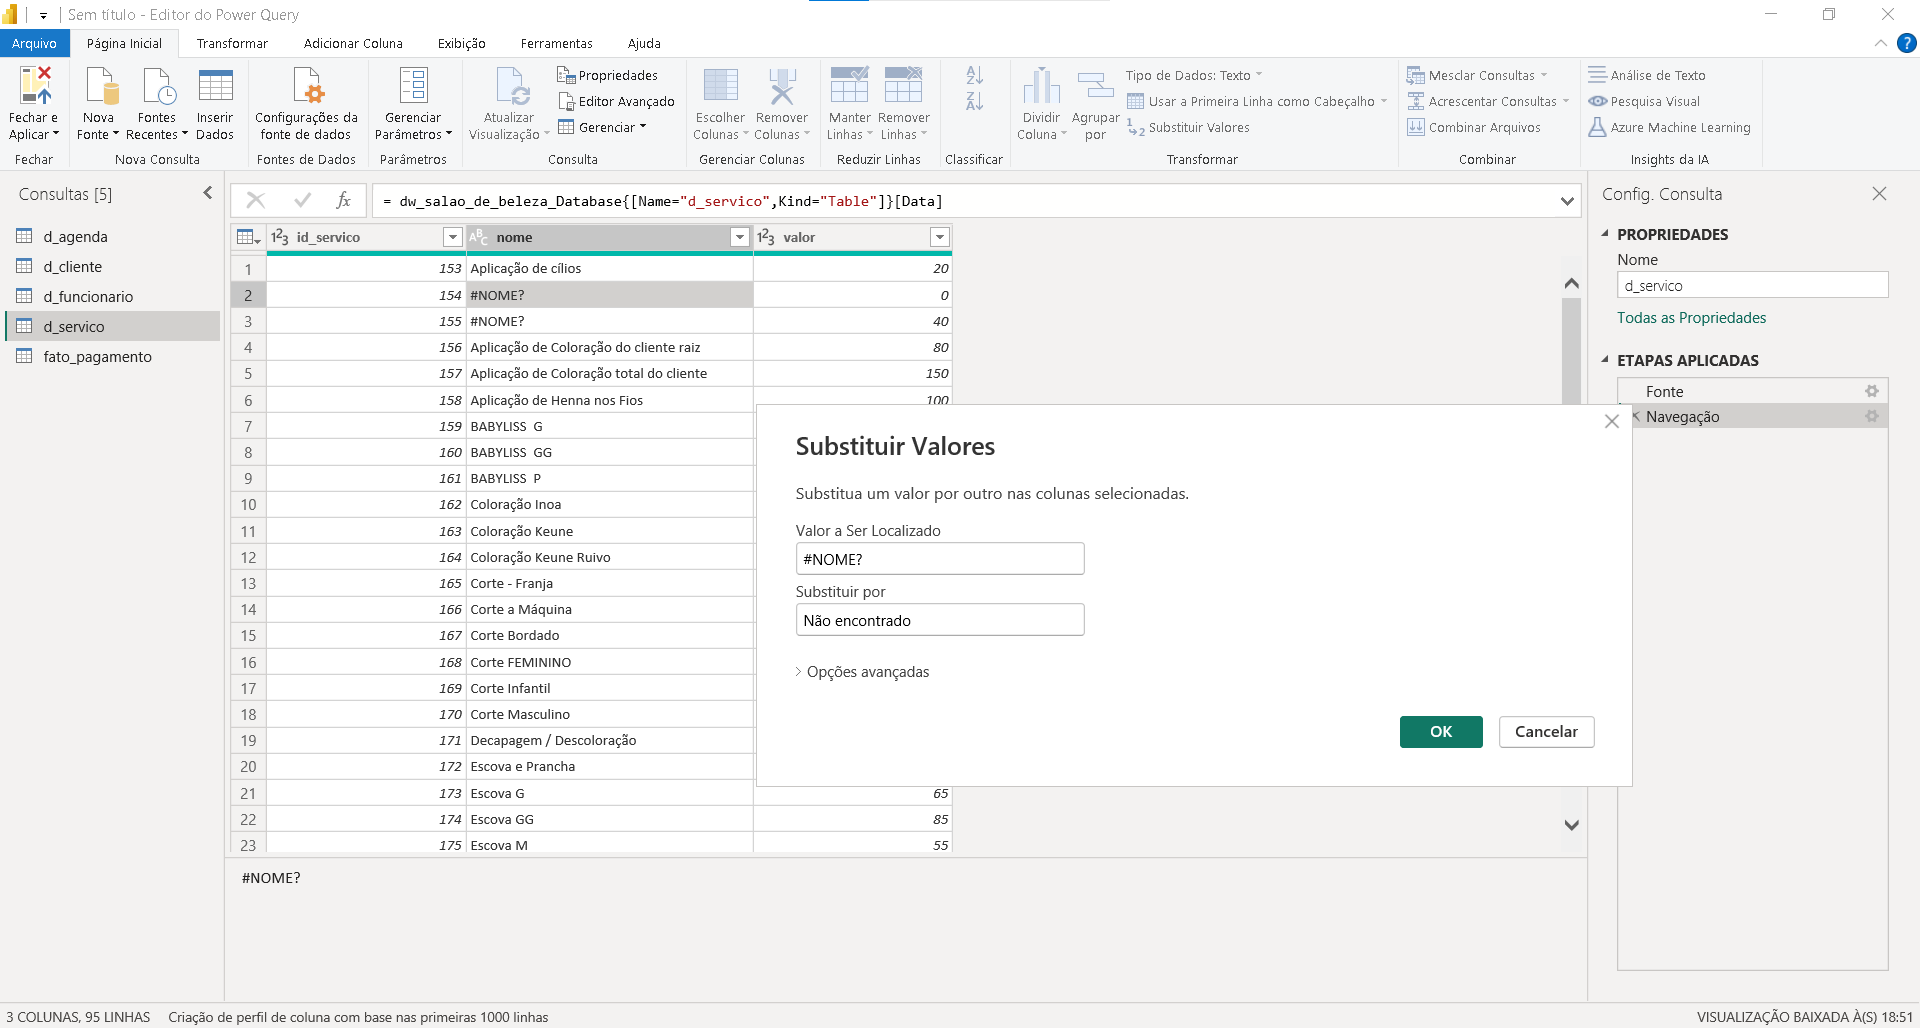 Sem título - Editor do Power Query
Arquivo
Página Inicial
Transformar
Adicionar Coluna
Exibição
Ferramentas
Ajuda
?
Fechar e
Aplicar
Nova
Fonte
Fontes
Recentes
Inserir
Dados
Configurações da
fonte de dados
Gerenciar
Parâmetros
Atualizar
Visualização
Propriedades
Editor Avançado
Gerenciar
Escolher
Colunas
Remover
Colunas
Manter
Linhas
Remover
Linhas
A
Z
Z
A
Dividir
Coluna
Agrupar
por
Tipo de Dados: Texto
Usar a Primeira Linha como Cabeçalho
1 2 Substituir Valores
Mesclar Consultas
Acrescentar Consultas
Combinar Arquivos
Análise de Texto
Pesquisa Visual
Azure Machine Learning
Fechar
Nova Consulta
Fontes de Dados
Parâmetros
Consulta
Gerenciar Colunas
Reduzir Linhas
Classificar
Transformar
Combinar
Insights da IA
Consultas [5]
d_agenda
d_cliente
d_funcionario
d_servico
fato_pagamento
fx
= dw_salao_de_beleza_Database{[Name="d_servico",Kind="Table"]}[Data]
123 id_servico ABC nome 123 valor
1 153 Aplicação de cílios 20
2 154 #NOME? 0
3 155 #NOME? 40
4 156 Aplicação de Coloração do cliente raiz 80
5 157 Aplicação de Coloração total do cliente 150
6 158 Aplicação de Henna nos Fios 100
7 159 BABYLISS G
8 160 BABYLISS GG
9 161 BABYLISS P
10 162 Coloração Inoa
11 163 Coloração Keune
12 164 Coloração Keune Ruivo
13 165 Corte - Franja
14 166 Corte a Máquina
15 167 Corte Bordado
16 168 Corte FEMININO
17 169 Corte Infantil
18 170 Corte Masculino
19 171 Decapagem / Descoloração
20 172 Escova e Prancha
21 173 Escova G 65
22 174 Escova GG 85
23 175 Escova M 55
#NOME?
Substituir Valores
Substitua um valor por outro nas colunas selecionadas.
Valor a Ser Localizado
#NOME?
Substituir por
Não encontrado
Opções avançadas
OK
Cancelar
Config. Consulta
PROPRIEDADES
Nome
d_servico
Todas as Propriedades
ETAPAS APLICADAS
Fonte
Navegação
3 COLUNAS, 95 LINHAS
Criação de perfil de coluna com base nas primeiras 1000 linhas
VISUALIZAÇÃO BAIXADA À(S) 18:51